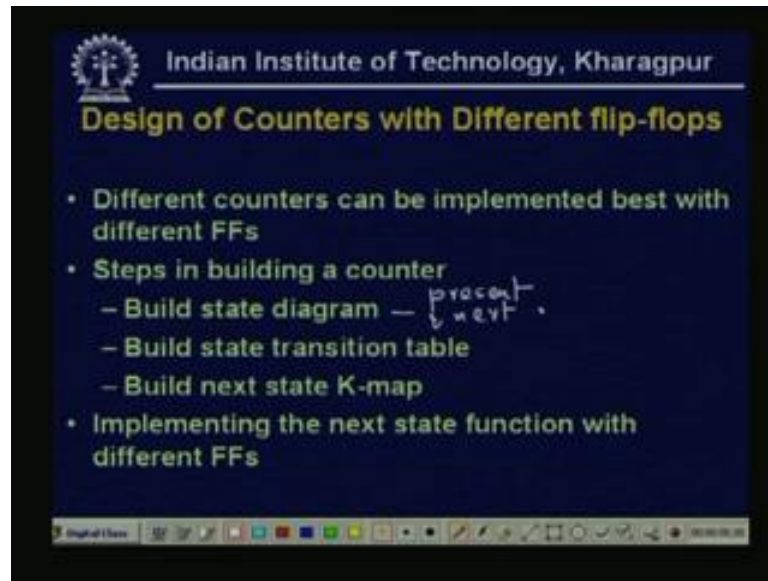 Indian Institute of Technology, Kharagpur
Design of Counters with Different flip-flops
• Different counters can be implemented best with
different FFs
• Steps in building a counter
– Build state diagram – present
next .
– Build state transition table
– Build next state K-map
• Implementing the next state function with
different FFs